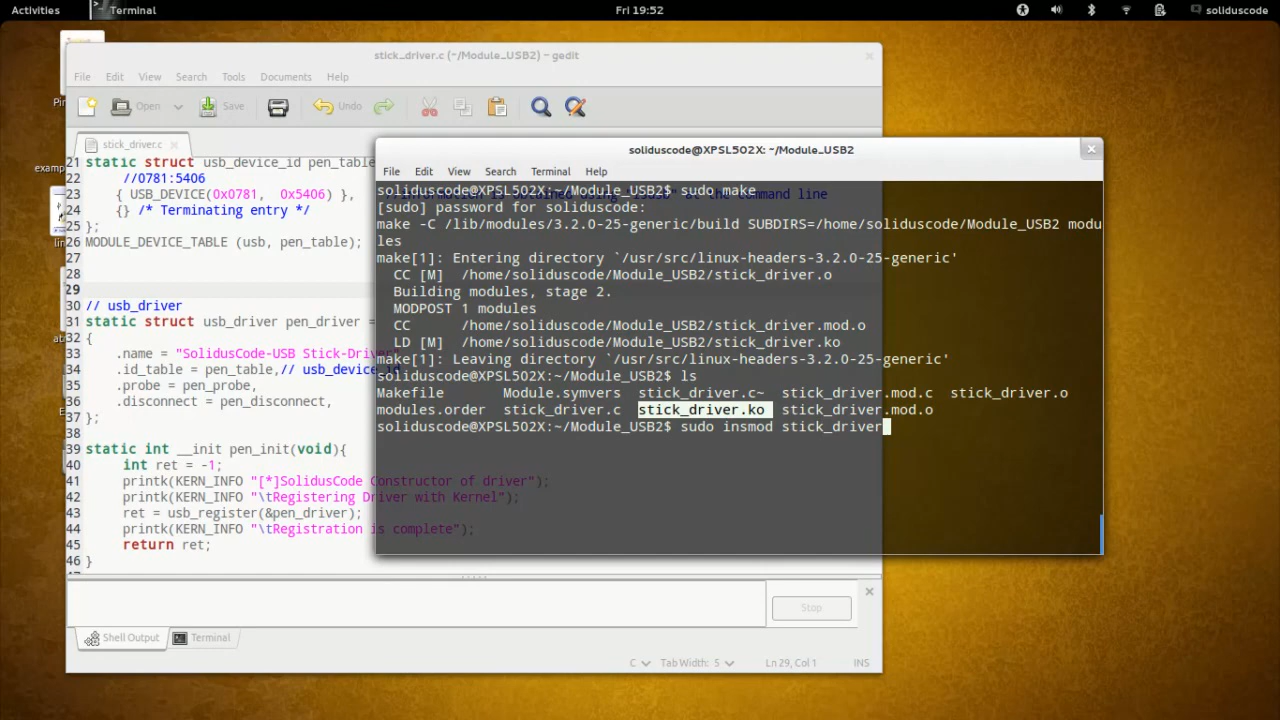 Activities
Terminal
Fri 19:52
soliduscode
stick_driver.c (~/Module_USB2) - gedit
File Edit View Search Tools Documents Help
Open Save Undo
stick_driver.c
21 static struct usb_device_id pen_table
22 //0781:5406
23 { USB_DEVICE(0x0781, 0x5406) }, //information is obtained using "lsusb" at the command line
24 {} /* Terminating entry */
25 };
26 MODULE_DEVICE_TABLE (usb, pen_table);
27
28
29
30 // usb_driver
31 static struct usb_driver pen_driver =
32 {
33 .name = "SolidusCode-USB Stick-Driver"
34 .id_table = pen_table,// usb_device_id
35 .probe = pen_probe,
36 .disconnect = pen_disconnect,
37 };
38
39 static int __init pen_init(void){
40 int ret = -1;
41 printk(KERN_INFO "[*]SolidusCode Constructor of driver");
42 printk(KERN_INFO "\tRegistering Driver with Kernel");
43 ret = usb_register(&pen_driver);
44 printk(KERN_INFO "\tRegistration is complete");
45 return ret;
46 }
Stop
Shell Output Terminal
C Tab Width: 5 Ln 29, Col 1 INS
soliduscode@XPSL502X: ~/Module_USB2
File Edit View Search Terminal Help
soliduscode@XPSL502X:~/Module_USB2$ sudo make
[sudo] password for soliduscode:
make -C /lib/modules/3.2.0-25-generic/build SUBDIRS=/home/soliduscode/Module_USB2 modu
les
make[1]: Entering directory `/usr/src/linux-headers-3.2.0-25-generic'
CC [M] /home/soliduscode/Module_USB2/stick_driver.o
Building modules, stage 2.
MODPOST 1 modules
CC /home/soliduscode/Module_USB2/stick_driver.mod.o
LD [M] /home/soliduscode/Module_USB2/stick_driver.ko
make[1]: Leaving directory `/usr/src/linux-headers-3.2.0-25-generic'
soliduscode@XPSL502X:~/Module_USB2$ ls
Makefile Module.symvers stick_driver.c~ stick_driver.mod.c stick_driver.o
modules.order stick_driver.c stick_driver.ko stick_driver.mod.o
soliduscode@XPSL502X:~/Module_USB2$ sudo insmod stick_driver